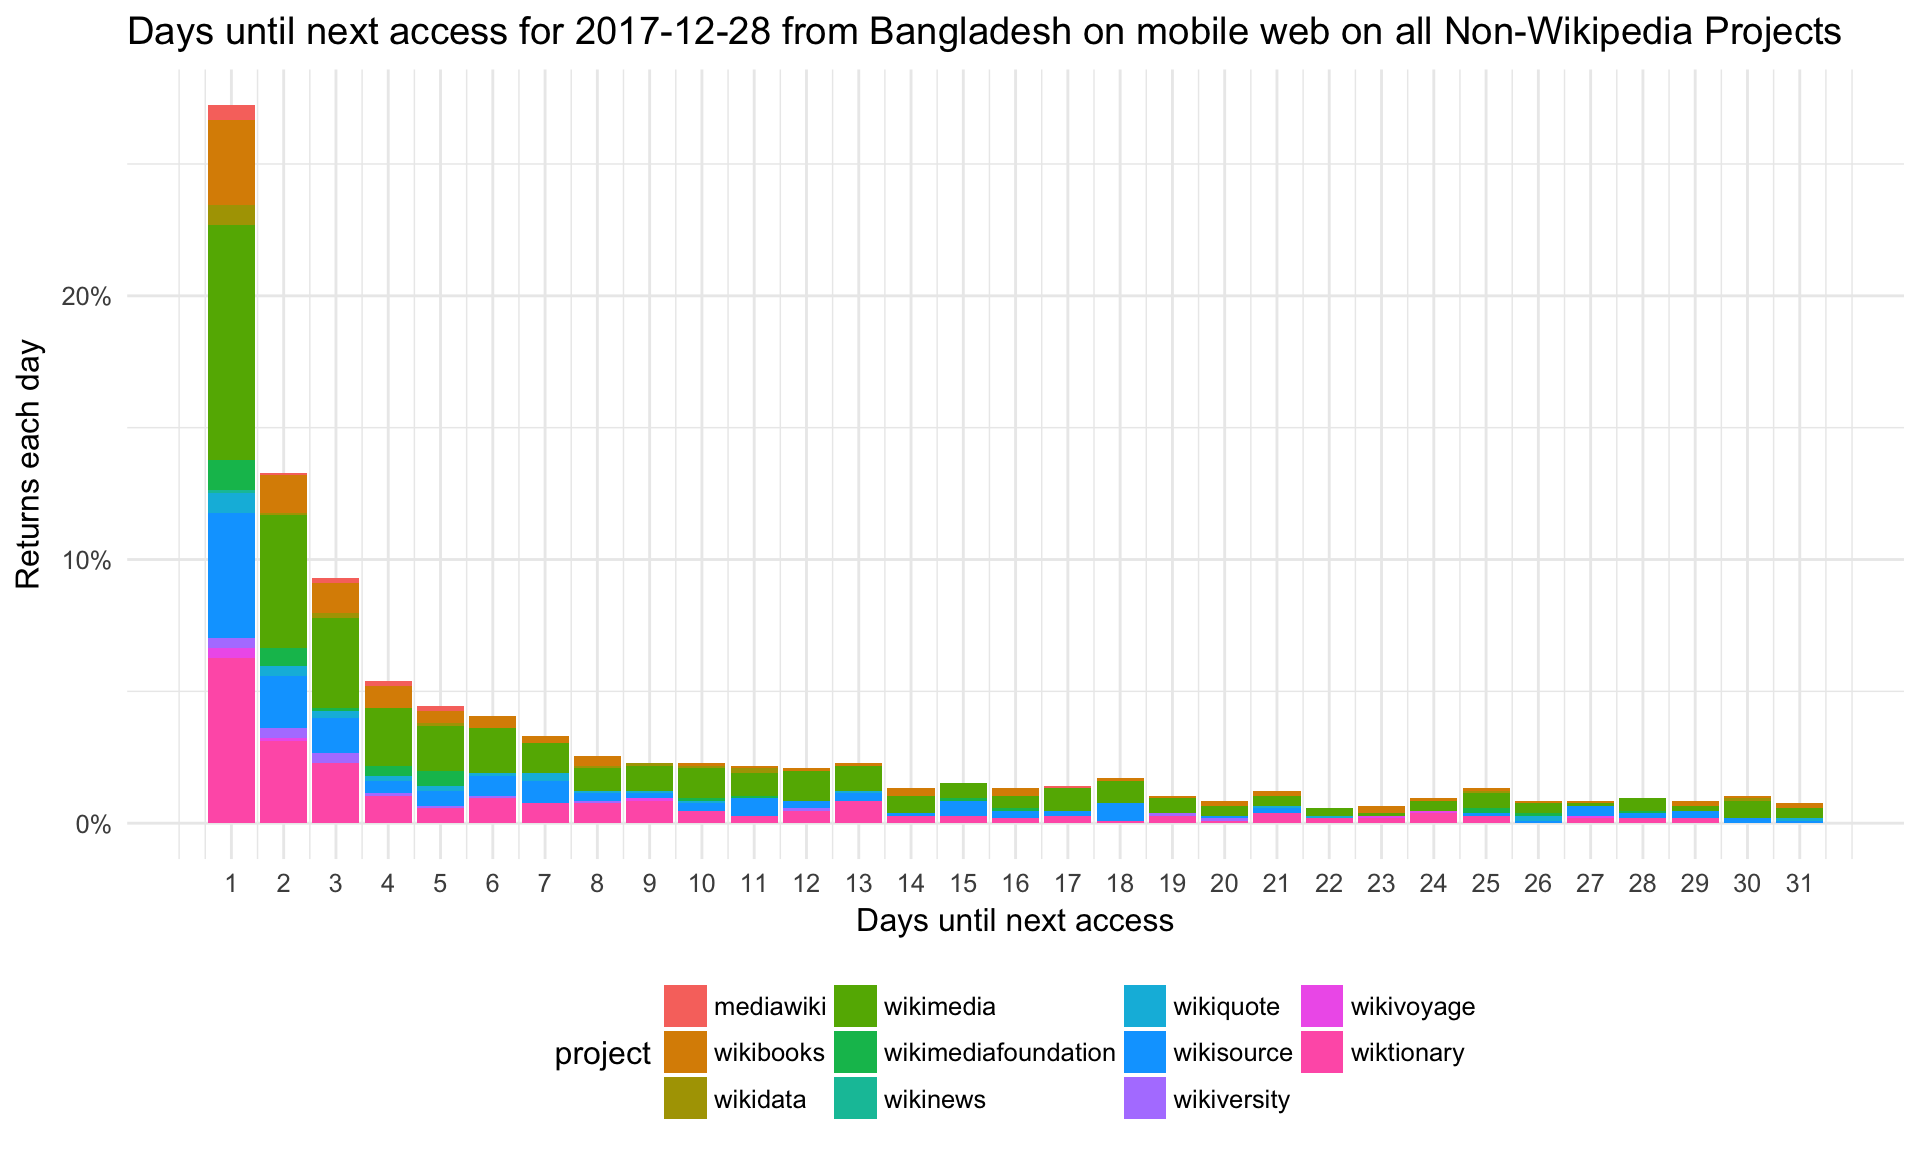 Days until next access for 2017-12-28 from Bangladesh on mobile web on all Non-Wikipedia Projects
Returns each day
20%
10%
0%
1 2 3 4 5 6 7 8 9 10 11 12 13 14 15 16 17 18 19 20 21 22 23 24 25 26 27 28 29 30 31
Days until next access
project
mediawiki wikimedia wikiquote wikivoyage
wikibooks wikimediafoundation wikisource wiktionary
wikidata wikinews wikiversity